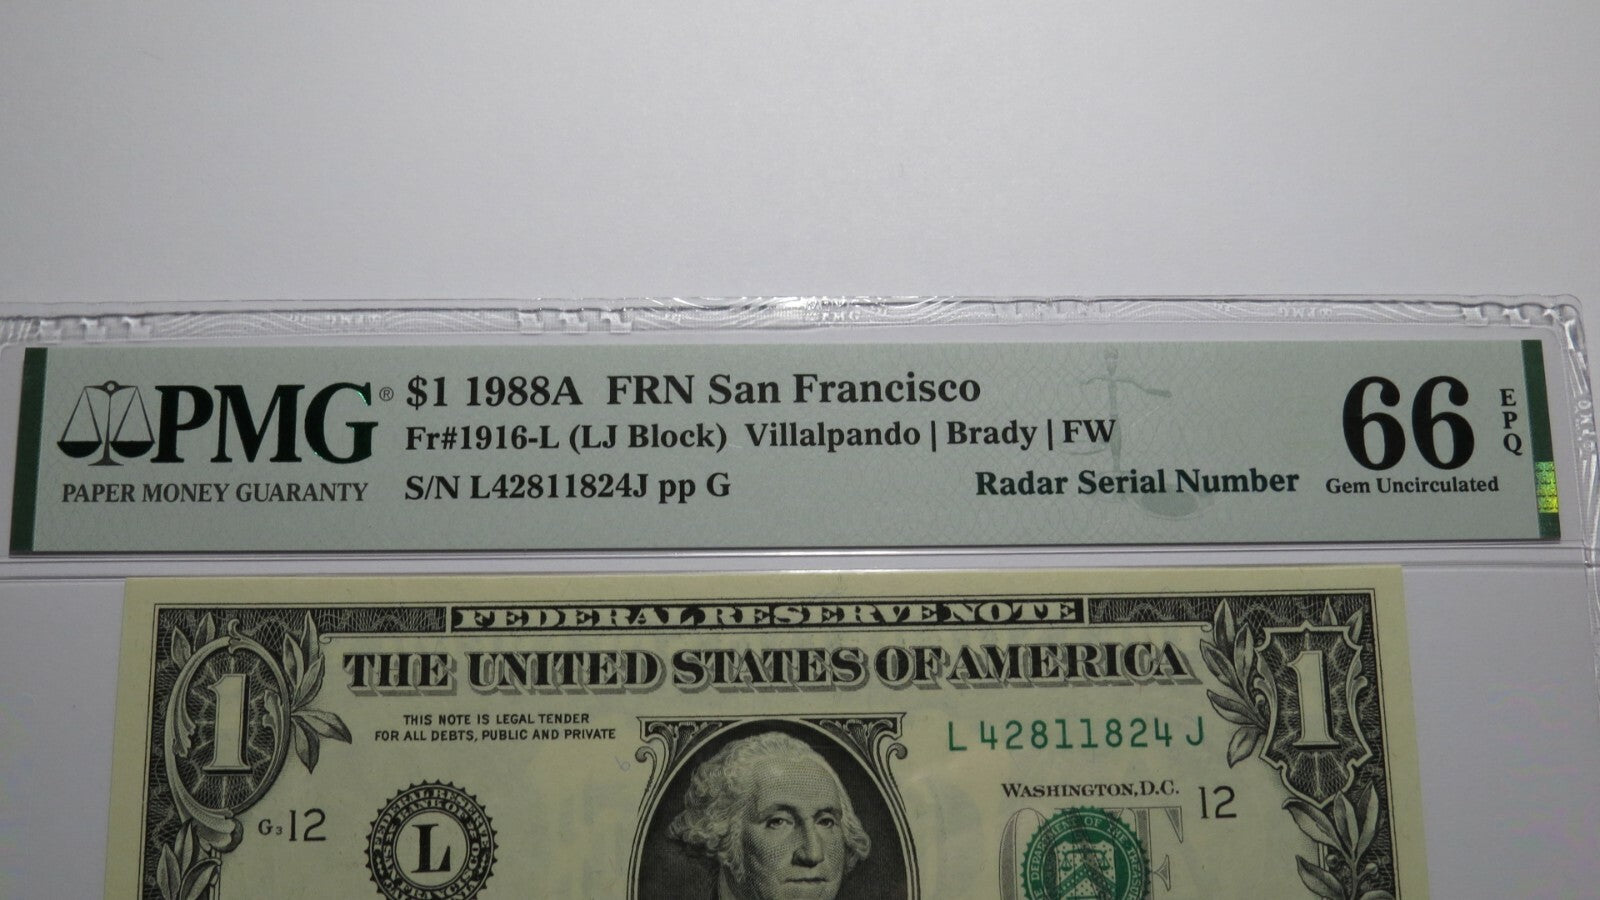 PMG®
PAPER MONEY GUARANTY
$1 1988A FRN San Francisco
Fr#1916-L (LJ Block) Villalpando | Brady | FW
S/N L42811824J pp G
Radar Serial Number
66
EPQ
Gem Uncirculated
FEDERAL RESERVE NOTE
THE UNITED STATES OF AMERICA
1
1
THIS NOTE IS LEGAL TENDER
FOR ALL DEBTS, PUBLIC AND PRIVATE
L 42811824 J
WASHINGTON, D.C.
12
G3 12
L